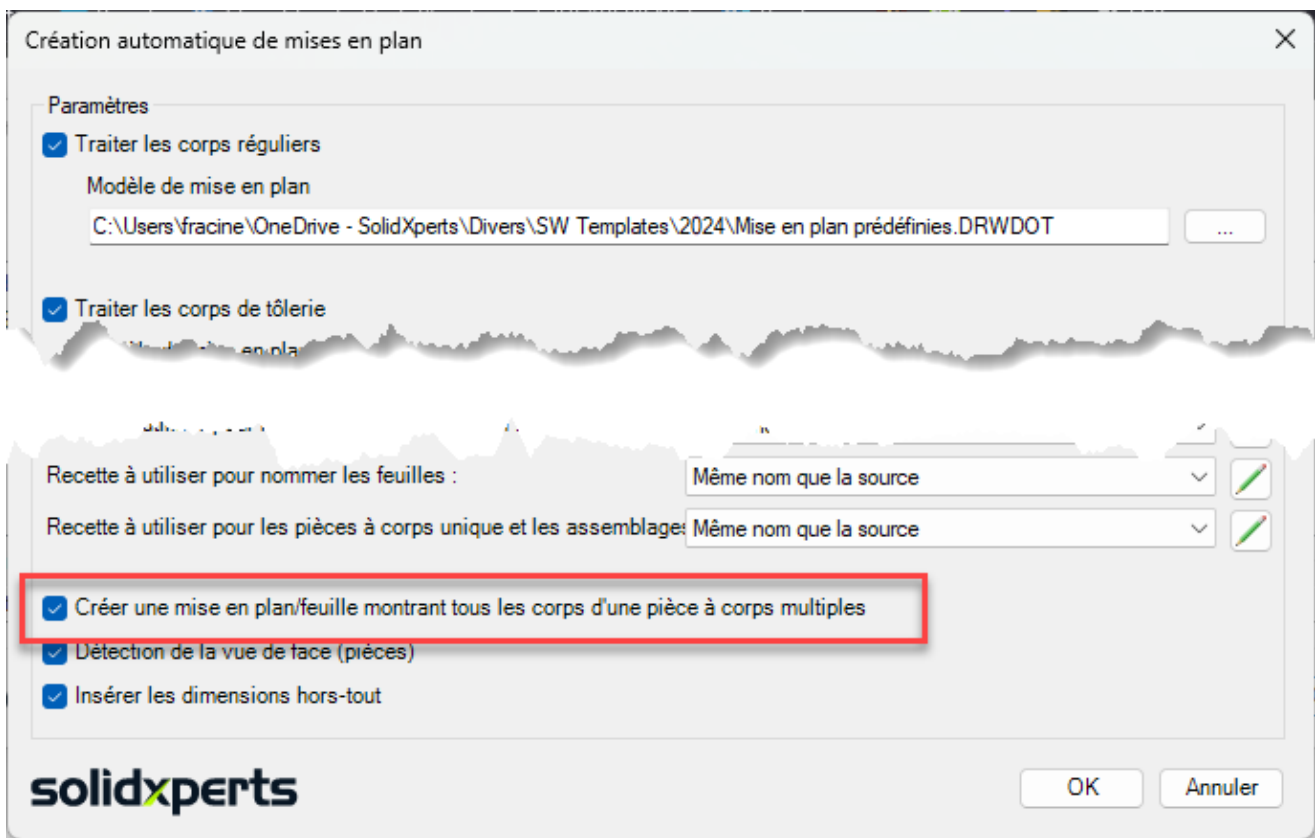 Création automatique de mises en plan
Paramètres
Traiter les corps réguliers
Modèle de mise en plan
C:\Users\fracine\OneDrive - SolidXperts\Divers\SW Templates\2024\Mise en plan prédéfinies.DRWDOT
...
Traiter les corps de tôlerie
en pla
Recette à utiliser pour nommer les feuilles :
Même nom que la source
Recette à utiliser pour les pièces à corps unique et les assemblages
Même nom que la source
Créer une mise en plan/feuille montrant tous les corps d'une pièce à corps multiples
Détection de la vue de face (pièces)
Insérer les dimensions hors-tout
solidxperts
OK
Annuler